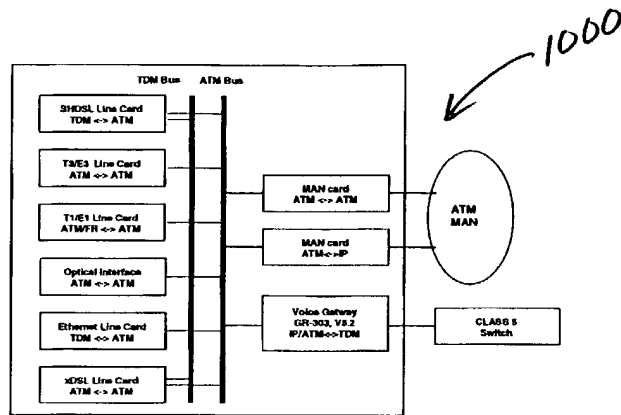 1000
TDM Bus ATM Bus
SHDSL Line Card
TDM <-> ATM
T3/E3 Line Card
ATM <-> ATM
T1/E1 Line Card
ATM/FR <-> ATM
Optical Interface
ATM <-> ATM
Ethernet Line Card
TDM <-> ATM
xDSL Line Card
ATM <-> ATM
MAN card
ATM <-> ATM
MAN card
ATM<->IP
Voice Gatway
GR-303, V5.2
IP/ATM<->TDM
ATM
MAN
CLASS 5
Switch